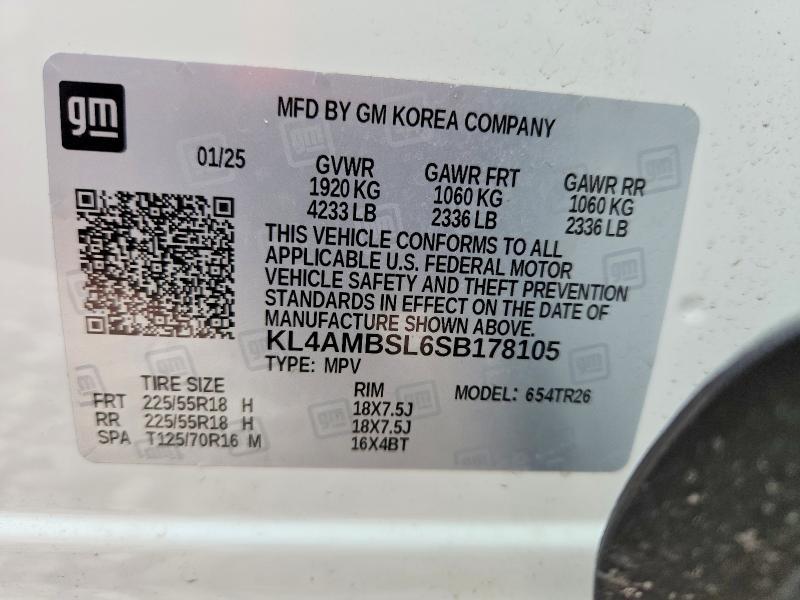 gm
MFD BY GM KOREA COMPANY
01/25 GVWR GAWR FRT GAWR RR
1920 KG 1060 KG 1060 KG
4233 LB 2336 LB 2336 LB
THIS VEHICLE CONFORMS TO ALL
APPLICABLE U.S. FEDERAL MOTOR
VEHICLE SAFETY AND THEFT PREVENTION
STANDARDS IN EFFECT ON THE DATE OF
MANUFACTURE SHOWN ABOVE.
KL4AMBSL6SB178105
TYPE: MPV
TIRE SIZE RIM MODEL: 654TR26
FRT 225/55R18 H 18X7.5J
RR 225/55R18 H 18X7.5J
SPA T125/70R16 M 16X4BT